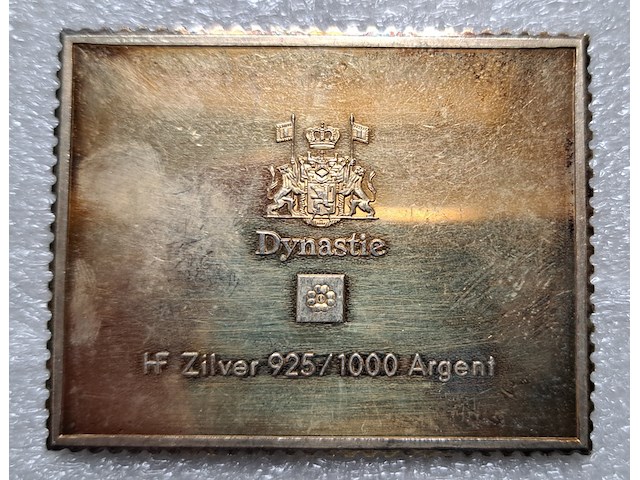 Dynastie
HF Zilver 925/1000 Argent